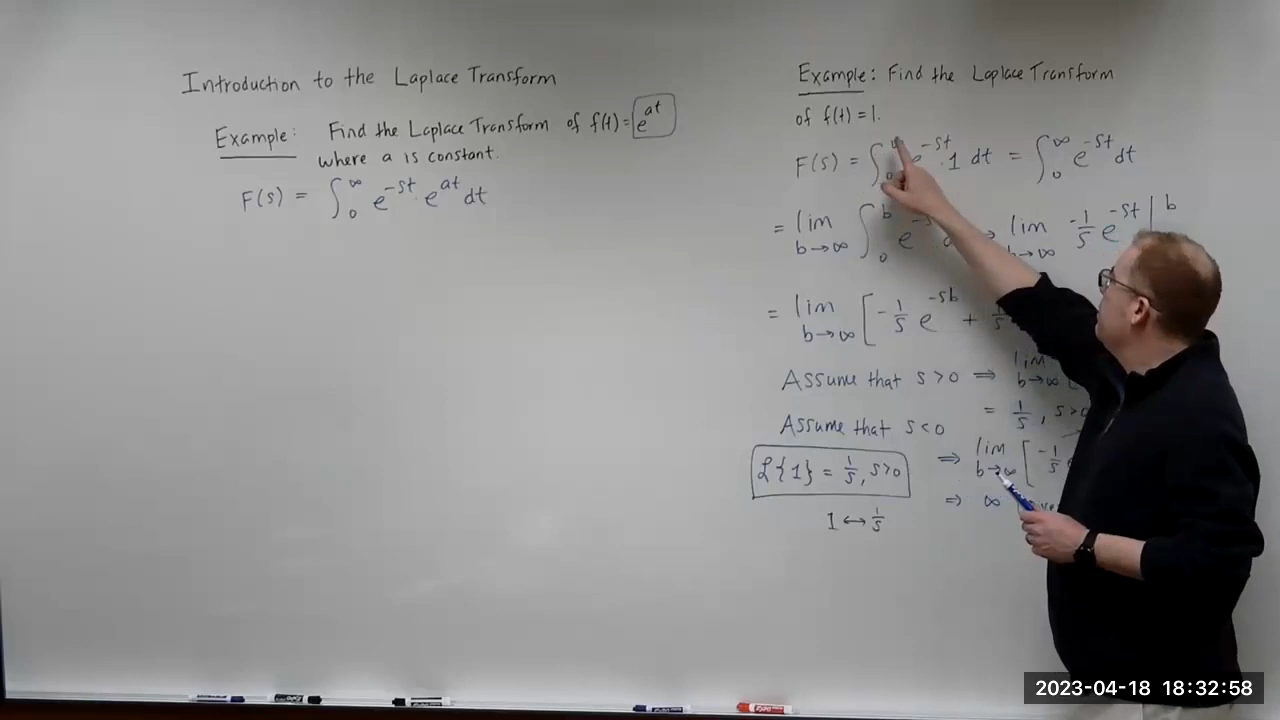 Introduction to the Laplace Transform
Example: Find the Laplace Transform of f(t) = e^{at}
where a is constant.
F(s) = ∫_0^∞ e^{-st} · e^{at} dt
Example: Find the Laplace Transform
of f(t) = 1.
F(s) = ∫ e^{-st} · 1 dt = ∫_0^∞ e^{-st} dt
= lim_{b→∞} ∫_0^b e lim_{b→∞} -1/s e^{-st} |^b
= lim_{b→∞} [ -1/s e^{-sb} +
Assume that s > 0 ⇒ lim_{b→∞}
= 1/s, s>0
Assume that s < 0
⇒ lim_{b→∞} [ -1/s
ℒ{1} = 1/s, s>0
⇒ ∞
1 ↔ 1/s
2023-04-18 18:32:58